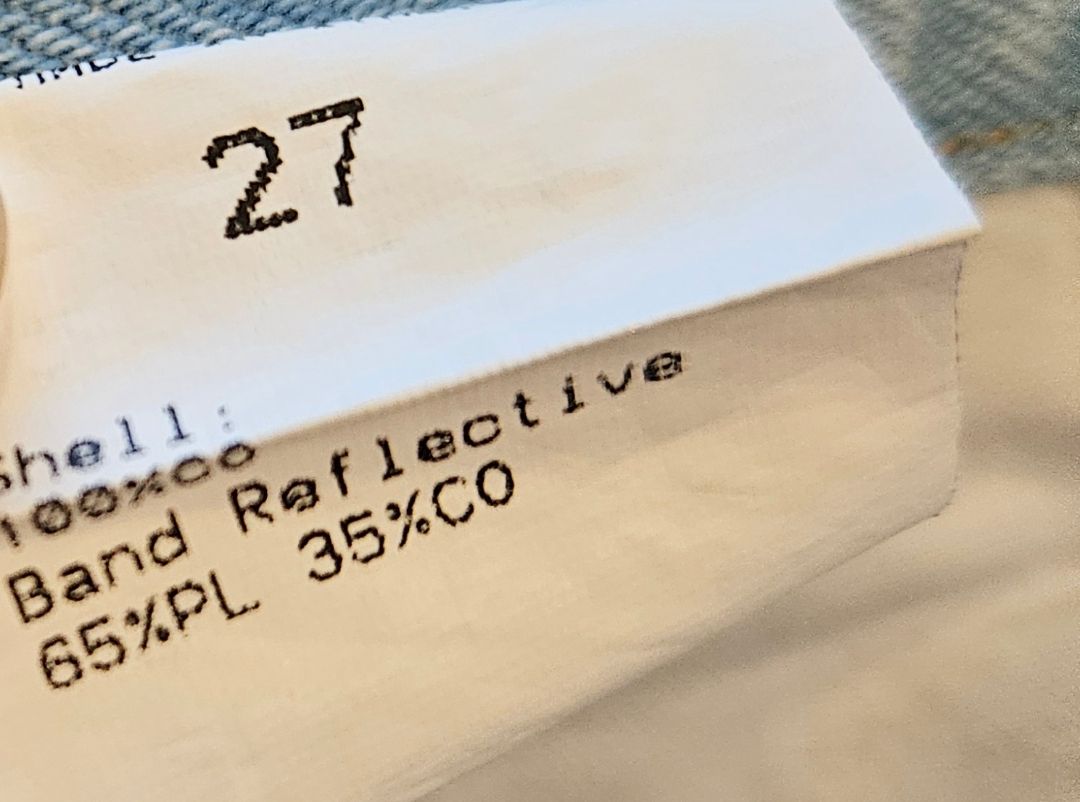 27
Shell:
100%CO
Band Reflective
65%PL 35%CO